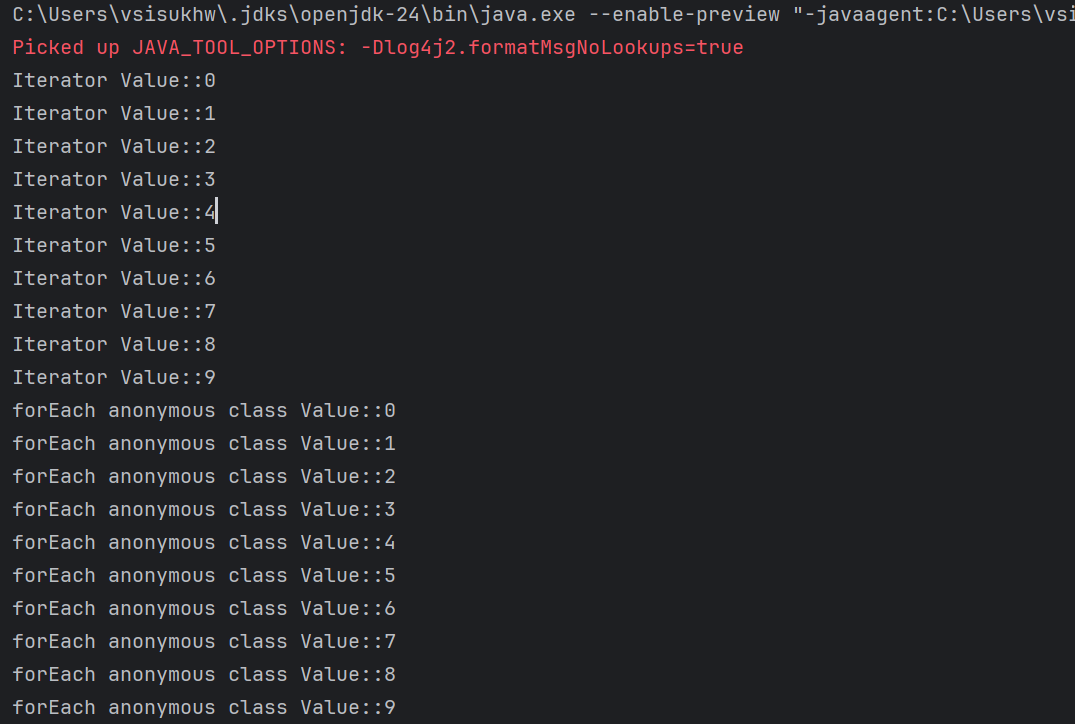 C:\Users\vsisukhw\.jdks\openjdk-24\bin\java.exe --enable-preview "-javaagent:C:\Users\vsi
Picked up JAVA_TOOL_OPTIONS: -Dlog4j2.formatMsgNoLookups=true
Iterator Value::0
Iterator Value::1
Iterator Value::2
Iterator Value::3
Iterator Value::4
Iterator Value::5
Iterator Value::6
Iterator Value::7
Iterator Value::8
Iterator Value::9
forEach anonymous class Value::0
forEach anonymous class Value::1
forEach anonymous class Value::2
forEach anonymous class Value::3
forEach anonymous class Value::4
forEach anonymous class Value::5
forEach anonymous class Value::6
forEach anonymous class Value::7
forEach anonymous class Value::8
forEach anonymous class Value::9